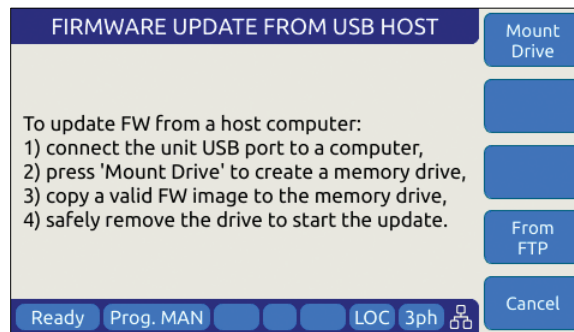 FIRMWARE UPDATE FROM USB HOST
To update FW from a host computer:
1) connect the unit USB port to a computer,
2) press 'Mount Drive' to create a memory drive,
3) copy a valid FW image to the memory drive,
4) safely remove the drive to start the update.
Mount
Drive
From
FTP
Cancel
Ready Prog. MAN LOC 3ph